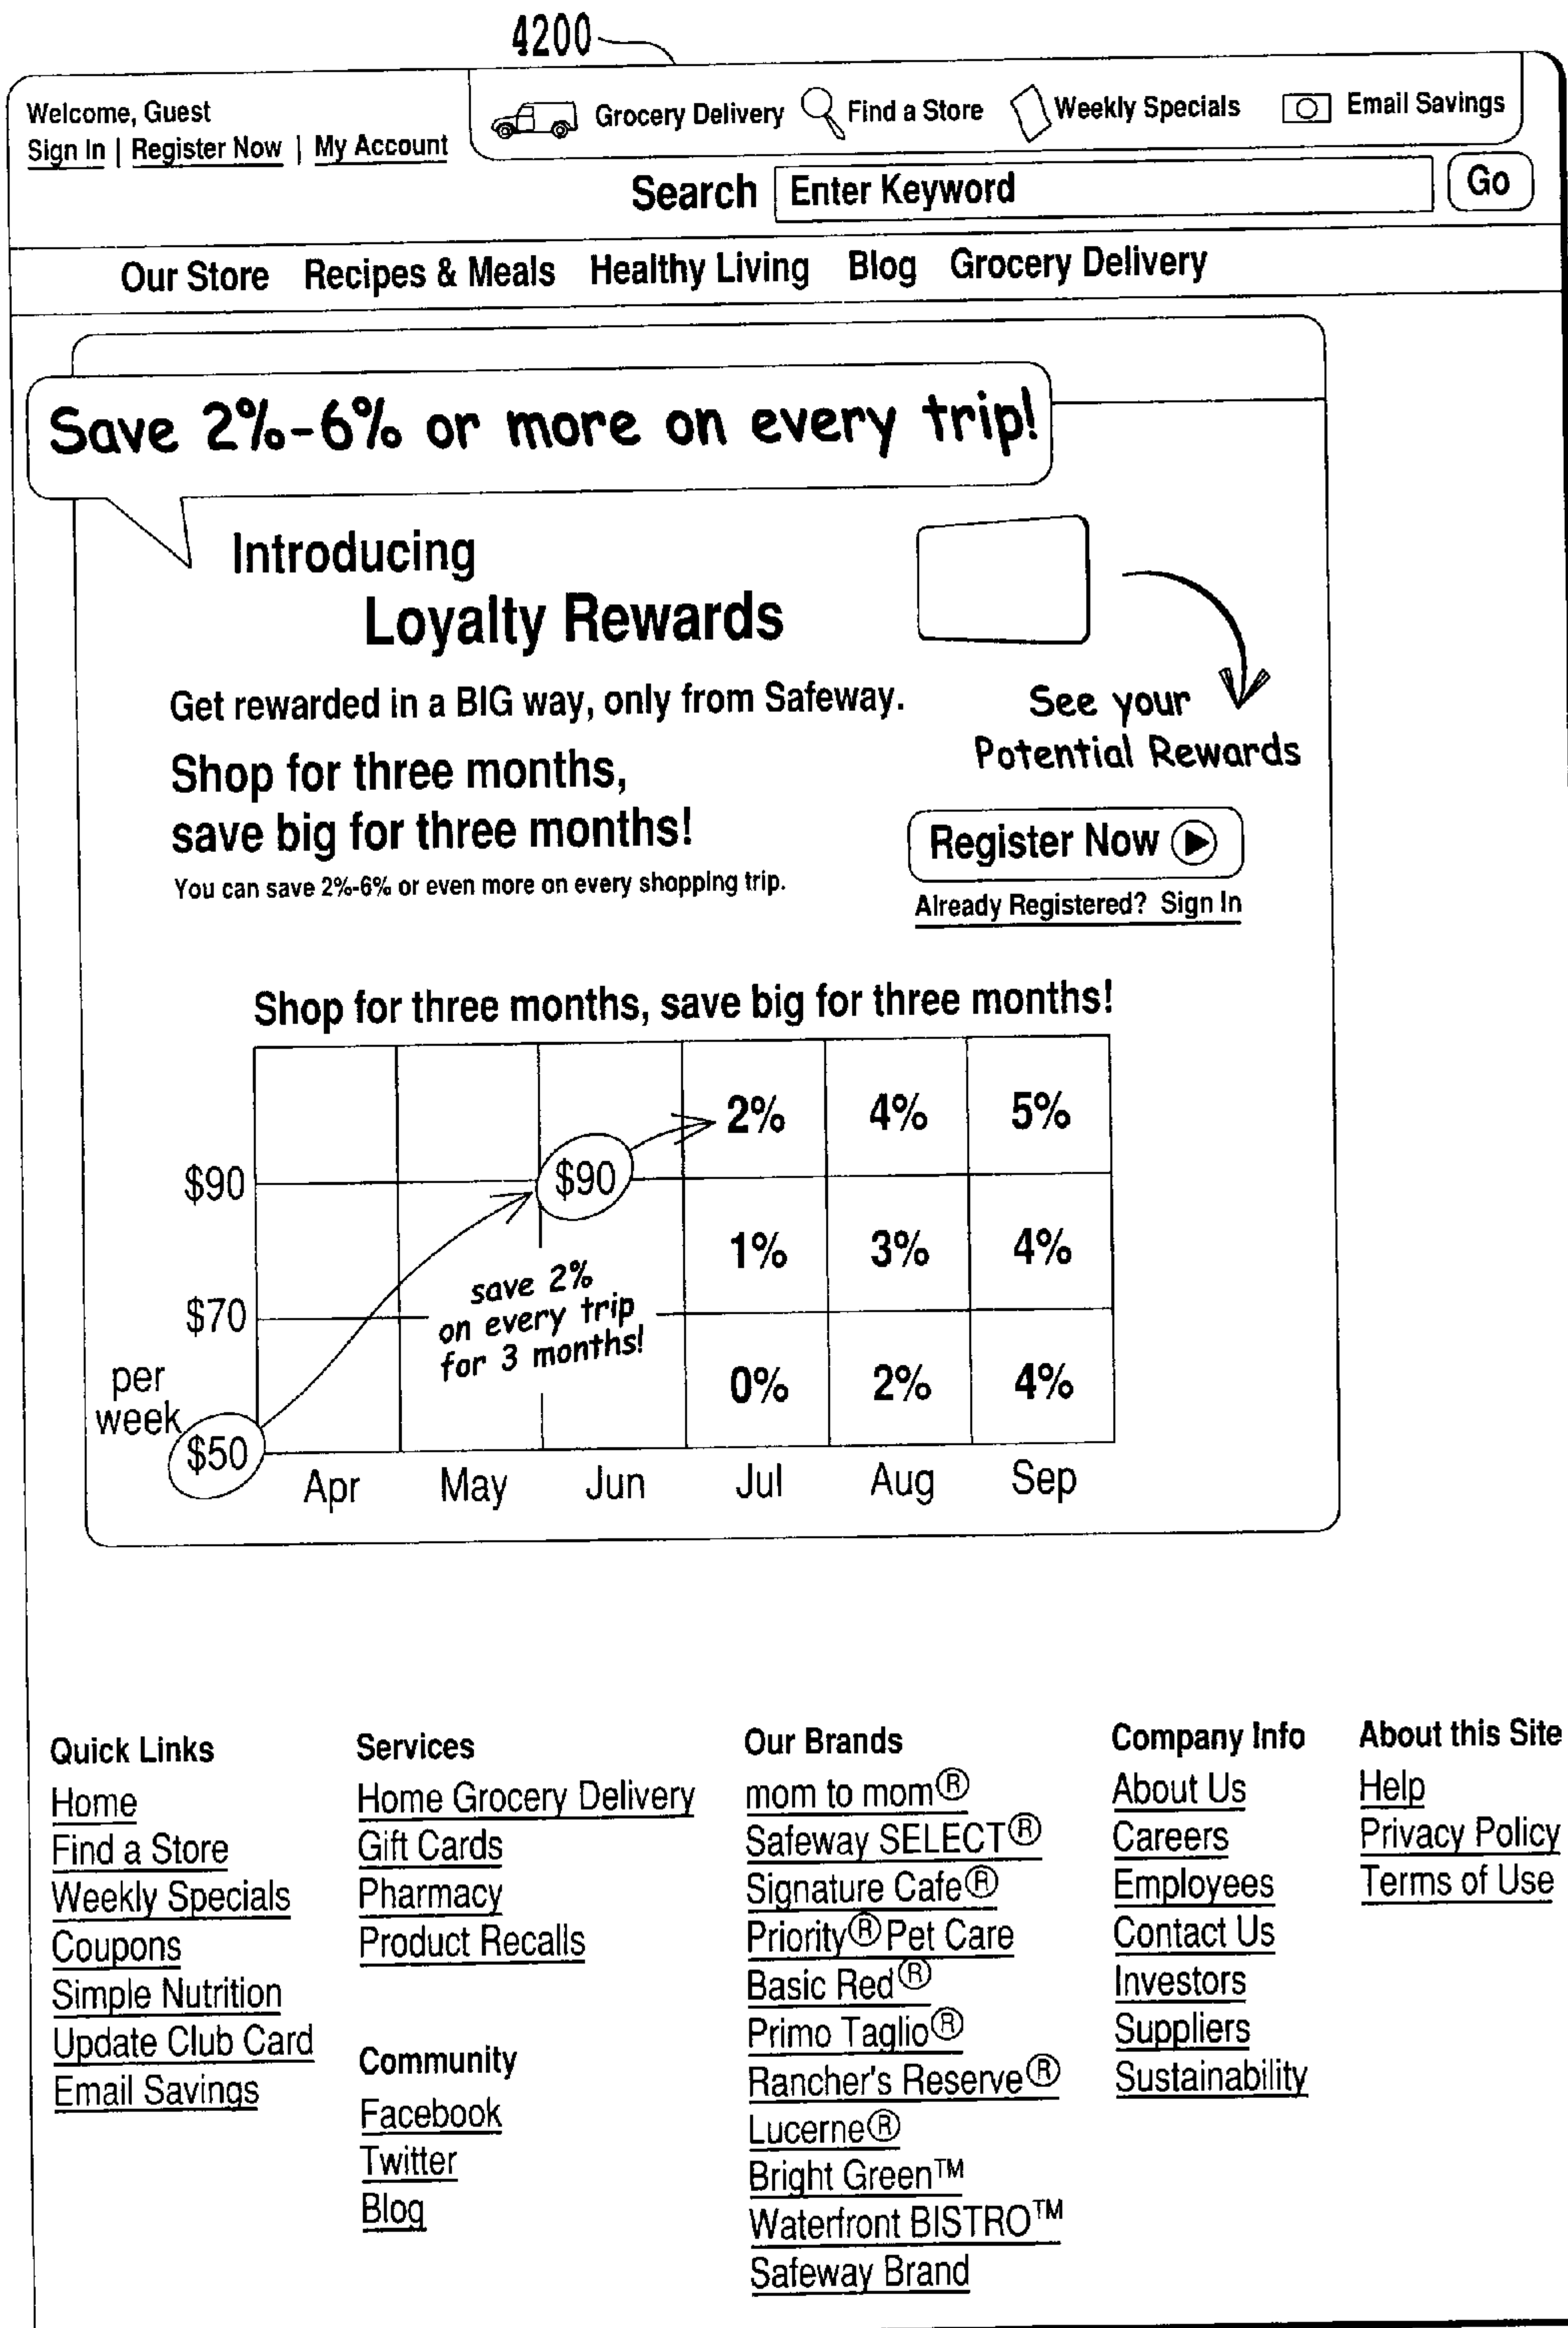 4200
Welcome, Guest
Sign In | Register Now | My Account
Grocery Delivery Find a Store Weekly Specials Email Savings
Search Enter Keyword Go
Our Store Recipes & Meals Healthy Living Blog Grocery Delivery
Save 2%-6% or more on every trip!
Introducing
Loyalty Rewards
Get rewarded in a BIG way, only from Safeway.
Shop for three months,
save big for three months!
You can save 2%-6% or even more on every shopping trip.
See your
Potential Rewards
Register Now
Already Registered? Sign In
Shop for three months, save big for three months!
2% 4% 5%
$90 $90
1% 3% 4%
save 2%
on every trip
for 3 months!
$70
0% 2% 4%
per
week
$50
Apr May Jun Jul Aug Sep
Quick Links
Home
Find a Store
Weekly Specials
Coupons
Simple Nutrition
Update Club Card
Email Savings
Services
Home Grocery Delivery
Gift Cards
Pharmacy
Product Recalls
Community
Facebook
Twitter
Blog
Our Brands
mom to mom®
Safeway SELECT®
Signature Cafe®
Priority® Pet Care
Basic Red®
Primo Taglio®
Rancher's Reserve®
Lucerne®
Bright Green™
Waterfront BISTRO™
Safeway Brand
Company Info
About Us
Careers
Employees
Contact Us
Investors
Suppliers
Sustainability
About this Site
Help
Privacy Policy
Terms of Use